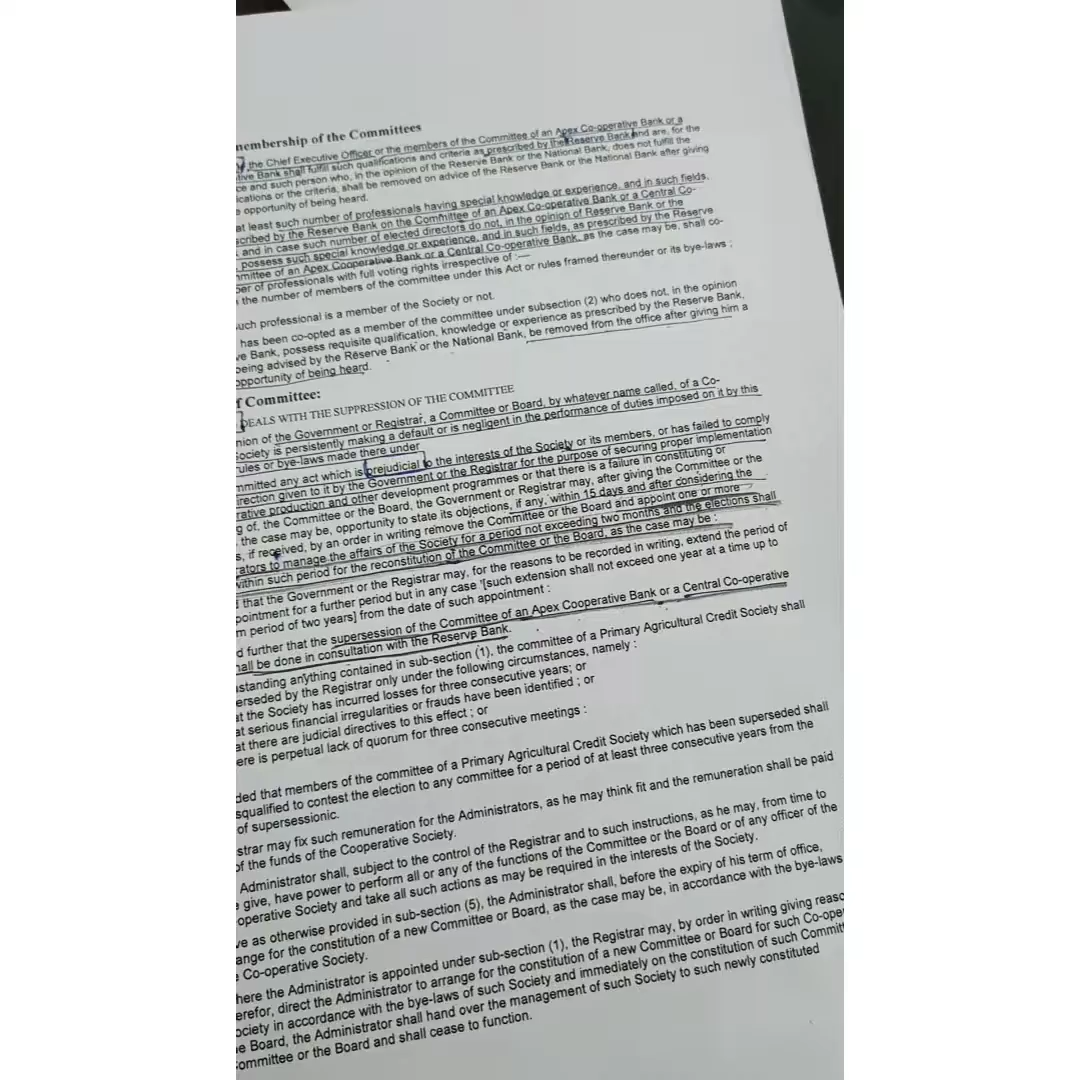 membership of the Committees
the Chief Executive Officer or the members of the Committee of an Apex Co-operative Bank or a
tive Bank shall fulfill such qualifications and criteria as prescribed by the Reserve Bank and are, for the
ce and such person who, in the opinion of the Reserve Bank or the National Bank, does not fulfill the
ications or the criteria, shall be removed on advice of the Reserve Bank or the National Bank after giving
opportunity of being heard.
at least such number of professionals having special knowledge or experience, and in such fields,
scribed by the Reserve Bank on the Committee of an Apex Co-operative Bank or a Central Co-
and in case such number of elected directors do not, in the opinion of Reserve Bank or the
possess such special knowledge or experience, and in such fields, as prescribed by the Reserve
mmittee of an Apex Cooperative Bank or a Central Co-operative Bank, as the case may be, shall co-
ber of professionals with full voting rights irrespective of :—
the number of members of the committee under this Act or rules framed thereunder or its bye-laws ;
uch professional is a member of the Society or not.
has been co-opted as a member of the committee under subsection (2) who does not, in the opinion
ve Bank, possess requisite qualification, knowledge or experience as prescribed by the Reserve Bank,
being advised by the Reserve Bank or the National Bank, be removed from the office after giving him a
opportunity of being heard.
f Committee:
DEALS WITH THE SUPPRESSION OF THE COMMITTEE
nion of the Government or Registrar, a Committee or Board, by whatever name called, of a Co-
ociety is persistently making a default or is negligent in the performance of duties imposed on it by this
rules or bye-laws made there under
mmitted any act which is prejudicial to the interests of the Society or its members, or has failed to comply
irection given to it by the Government or the Registrar for the purpose of securing proper implementation
rative production and other development programmes or that there is a failure in constituting or
g of, the Committee or the Board, the Government or Registrar may, after giving the Committee or the
the case may be, opportunity to state its objections, if any, within 15 days and after considering the
s, if received, by an order in writing remove the Committee or the Board and appoint one or more
ators to manage the affairs of the Society for a period not exceeding two months and the elections shall
within such period for the reconstitution of the Committee or the Board, as the case may be :
that the Government or the Registrar may, for the reasons to be recorded in writing, extend the period of
pointment for a further period but in any case [such extension shall not exceed one year at a time up to
m period of two years] from the date of such appointment :
d further that the supersession of the Committee of an Apex Cooperative Bank or a Central Co-operative
hall be done in consultation with the Reserve Bank.
standing anything contained in sub-section (1), the committee of a Primary Agricultural Credit Society shall
erseded by the Registrar only under the following circumstances, namely :
at the Society has incurred losses for three consecutive years; or
at serious financial irregularities or frauds have been identified ; or
at there are judicial directives to this effect ; or
ere is perpetual lack of quorum for three consecutive meetings :
ded that members of the committee of a Primary Agricultural Credit Society which has been superseded shall
squalified to contest the election to any committee for a period of at least three consecutive years from the
of supersessionic.
strar may fix such remuneration for the Administrators, as he may think fit and the remuneration shall be paid
of the funds of the Cooperative Society.
Administrator shall, subject to the control of the Registrar and to such instructions, as he may, from time to
give, have power to perform all or any of the functions of the Committee or the Board or of any officer of the
operative Society and take all such actions as may be required in the interests of the Society.
ve as otherwise provided in sub-section (5), the Administrator shall, before the expiry of his term of office,
ange for the constitution of a new Committee or Board, as the case may be, in accordance with the bye-laws
Co-operative Society.
here the Administrator is appointed under sub-section (1), the Registrar may, by order in writing giving reaso
erefor, direct the Administrator to arrange for the constitution of a new Committee or Board for such Co-ope
ociety in accordance with the bye-laws of such Society and immediately on the constitution of such Committ
e Board, the Administrator shall hand over the management of such Society to such newly constituted
ommittee or the Board and shall cease to function.